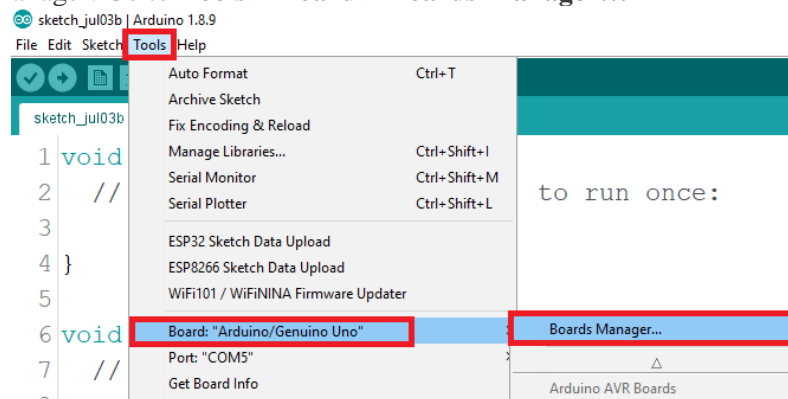 sketch_jul03b | Arduino 1.8.9
File Edit Sketch Tools Help
sketch_jul03b
Auto Format Ctrl+T
Archive Sketch
Fix Encoding & Reload
Manage Libraries... Ctrl+Shift+I
Serial Monitor Ctrl+Shift+M
Serial Plotter Ctrl+Shift+L
ESP32 Sketch Data Upload
ESP8266 Sketch Data Upload
WiFi101 / WiFiNINA Firmware Updater
Board: "Arduino/Genuino Uno"
Port: "COM5"
Get Board Info
Boards Manager...
Arduino AVR Boards
1 void
2 // to run once:
3
4 }
5
6 void
7 //